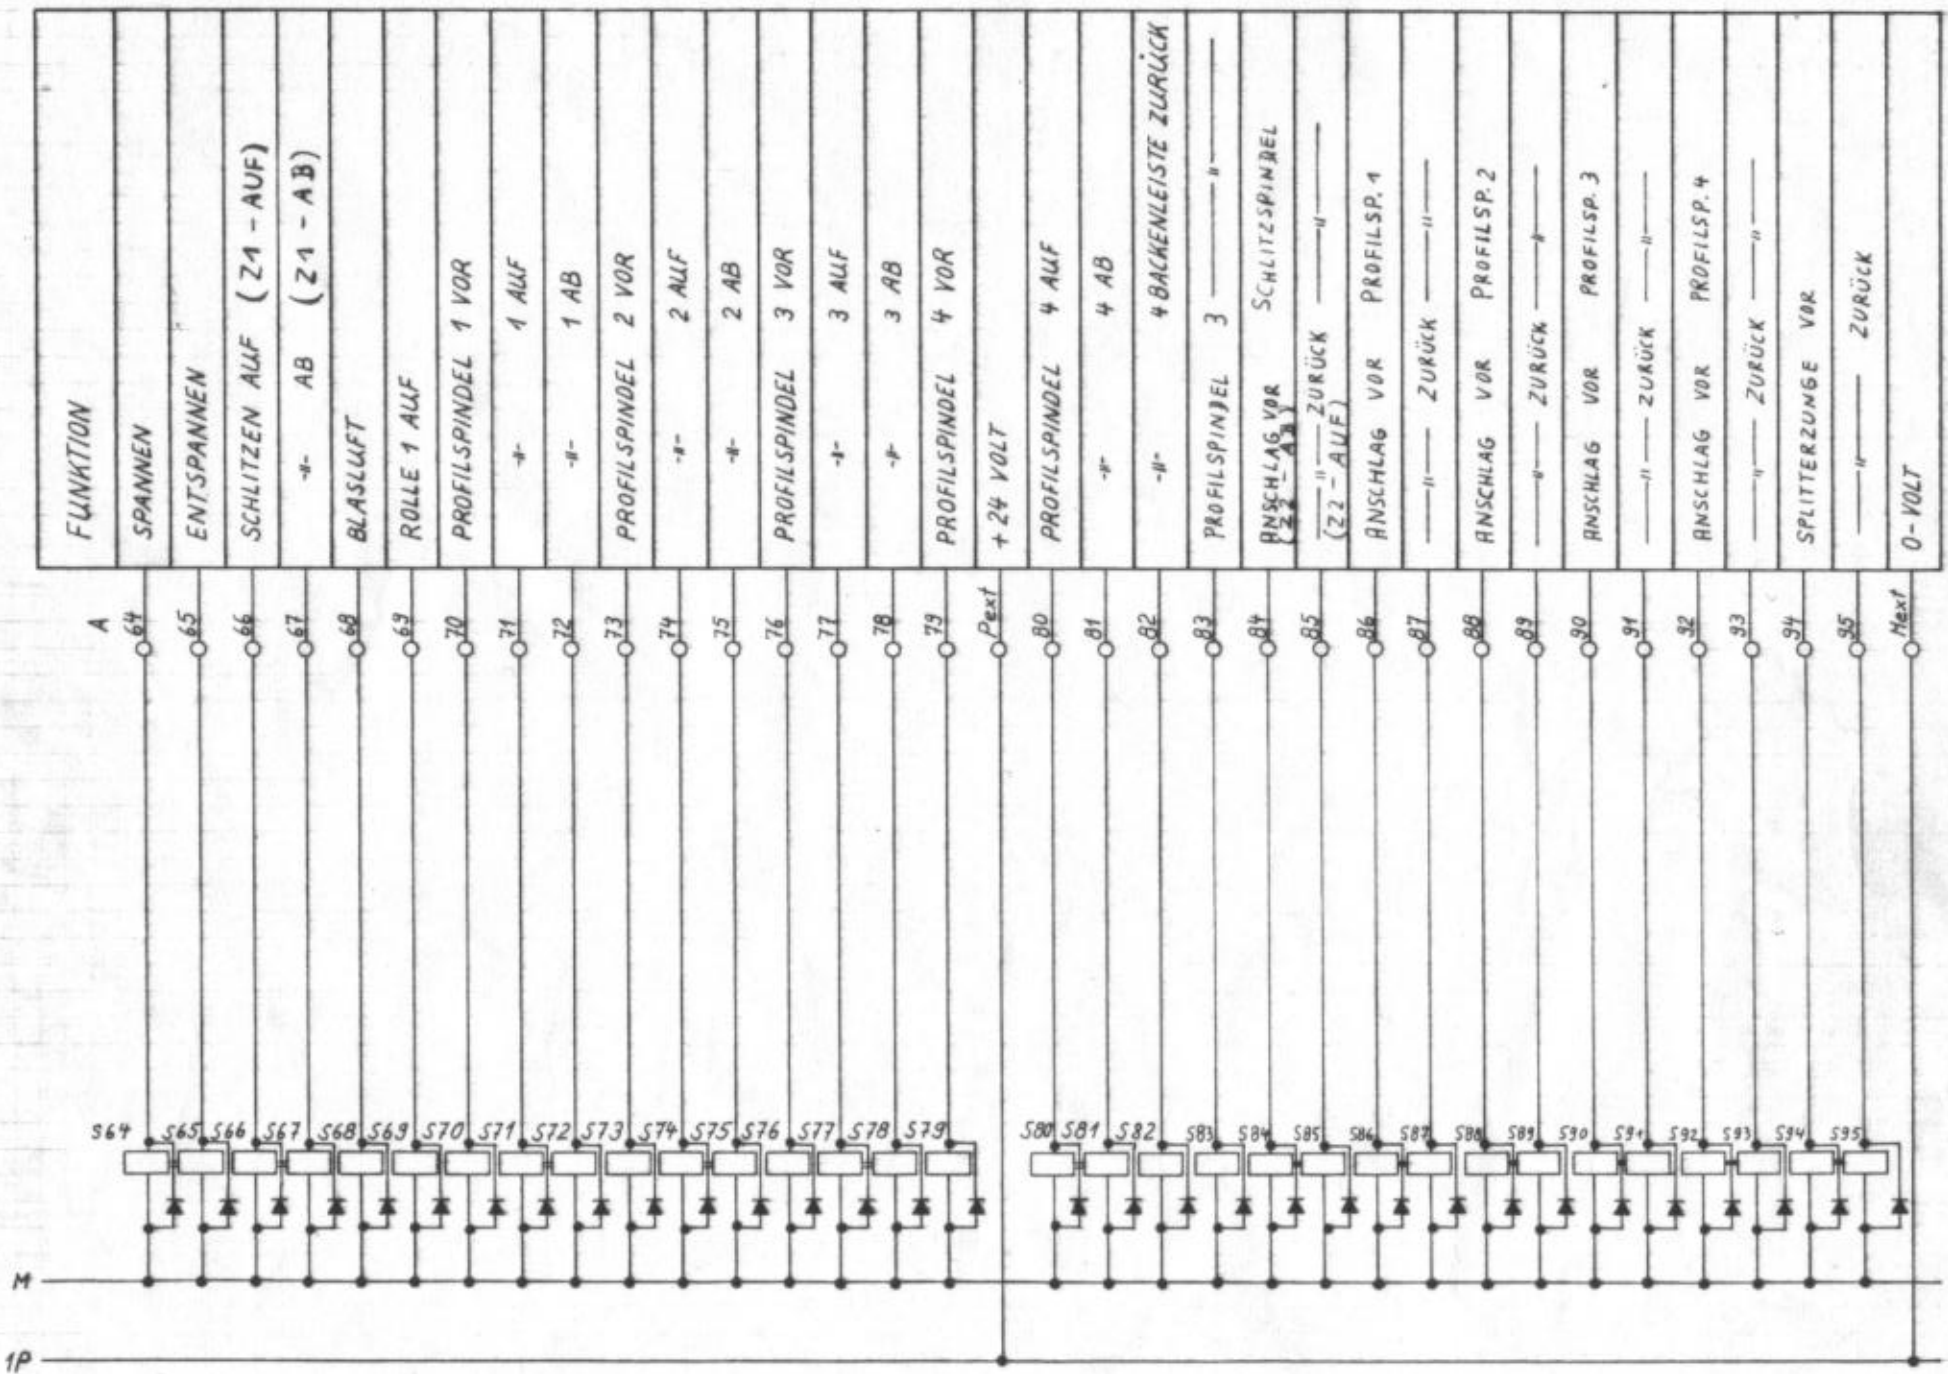 FUNKTION
SPANNEN
ENTSPANNEN
SCHLITZEN AUF (Z1 - AUF)
-"- AB (Z1 - AB)
BLASLUFT
ROLLE 1 AUF
PROFILSPINDEL 1 VOR
-"- 1 AUF
-"- 1 AB
PROFILSPINDEL 2 VOR
-"- 2 AUF
-"- 2 AB
PROFILSPINDEL 3 VOR
-"- 3 AUF
-"- 3 AB
PROFILSPINDEL 4 VOR
+24 VOLT
PROFILSPINDEL 4 AUF
-"- 4 AB
-"- 4 BACKENLEISTE ZURÜCK
PROFILSPINDEL 3 —"—
ANSCHLAG VOR SCHLITZSPINDEL
(Z2 - AB)
—"— ZURÜCK —"—
(Z2 - AUF)
ANSCHLAG VOR PROFILSP. 1
—"— ZURÜCK —"—
ANSCHLAG VOR PROFILSP. 2
—"— ZURÜCK —"—
ANSCHLAG VOR PROFILSP. 3
—"— ZURÜCK —"—
ANSCHLAG VOR PROFILSP. 4
—"— ZURÜCK —"—
SPLITTERZUNGE VOR
—"— ZURÜCK
0-VOLT
A 64 65 66 67 68 69 70 71 72 73 74 75 76 77 78 79 Pext 80 81 82 83 84 85 86 87 88 89 90 91 92 93 94 95 Mext
S64 S65 S66 S67 S68 S69 S70 S71 S72 S73 S74 S75 S76 S77 S78 S79 S80 S81 S82 S83 S84 S85 S86 S87 S88 S89 S90 S91 S92 S93 S94 S95
M
1P